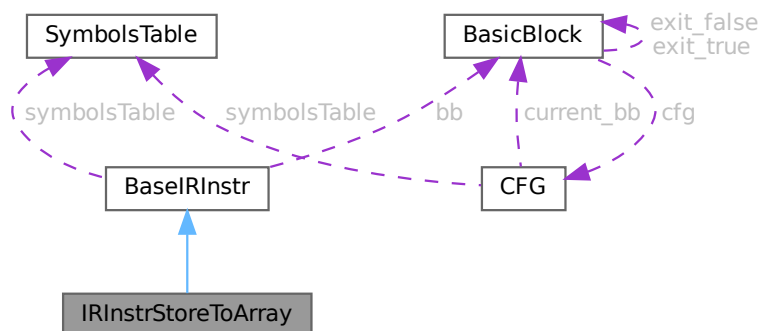 SymbolsTable
BasicBlock
exit_false
exit_true
symbolsTable
symbolsTable
bb
current_bb
cfg
BaseIRInstr
CFG
IRInstrStoreToArray